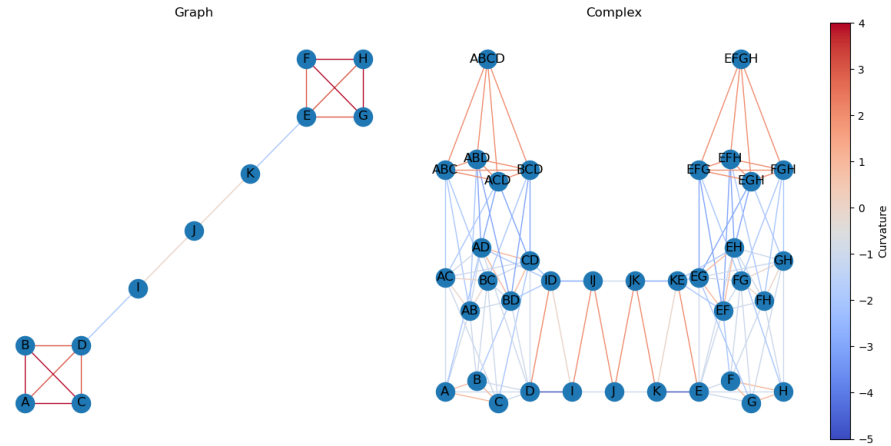 Graph
Complex
F
H
E
G
K
J
I
B
D
A
C
ABCD
EFGH
ABD
ABC
BCD
ACD
EFH
EFG
FGH
EGH
AD
CD
AC
BC
ID
IJ
JK
KE
BD
AB
EH
GH
EG
FG
FH
EF
A
B
C
D
I
J
K
E
F
G
H
4
3
2
1
0
−1
−2
−3
−4
−5
Curvature